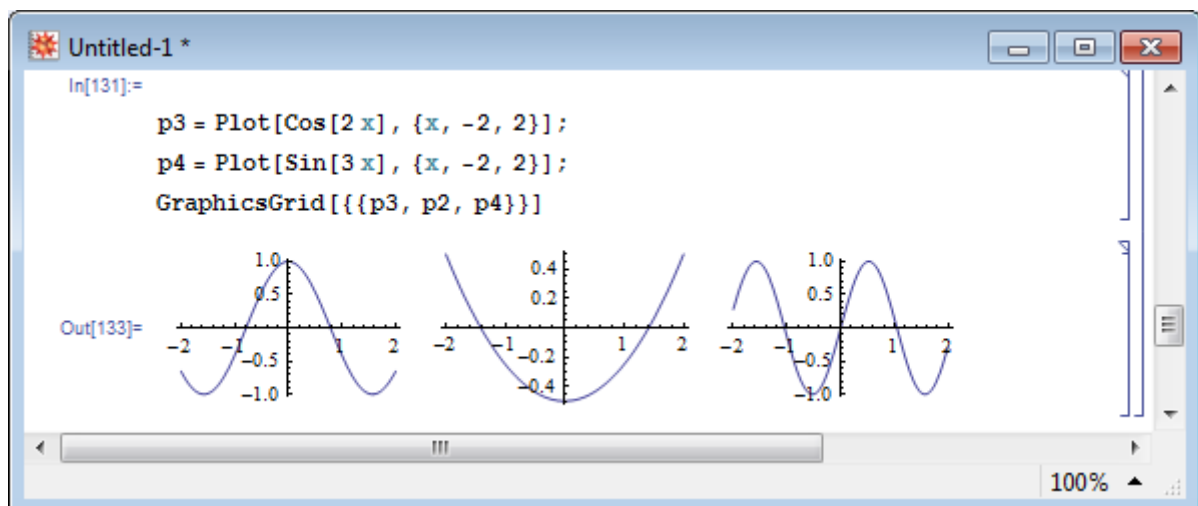 Untitled-1 *
In[131]:=
p3 = Plot[Cos[2 x], {x, -2, 2}];
p4 = Plot[Sin[3 x], {x, -2, 2}];
GraphicsGrid[{{p3, p2, p4}}]
Out[133]=
1.0
0.5
-2 -1 1 2
-0.5
-1.0
0.4
0.2
-2 -1 1 2
-0.2
-0.4
1.0
0.5
-2 -1 1 2
-0.5
-1.0
100%